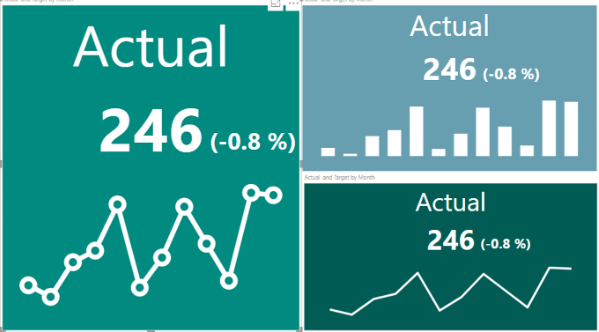 Actual
246 (-0.8 %)
Actual
246 (-0.8 %)
Actual and Target by Month
Actual
246 (-0.8 %)